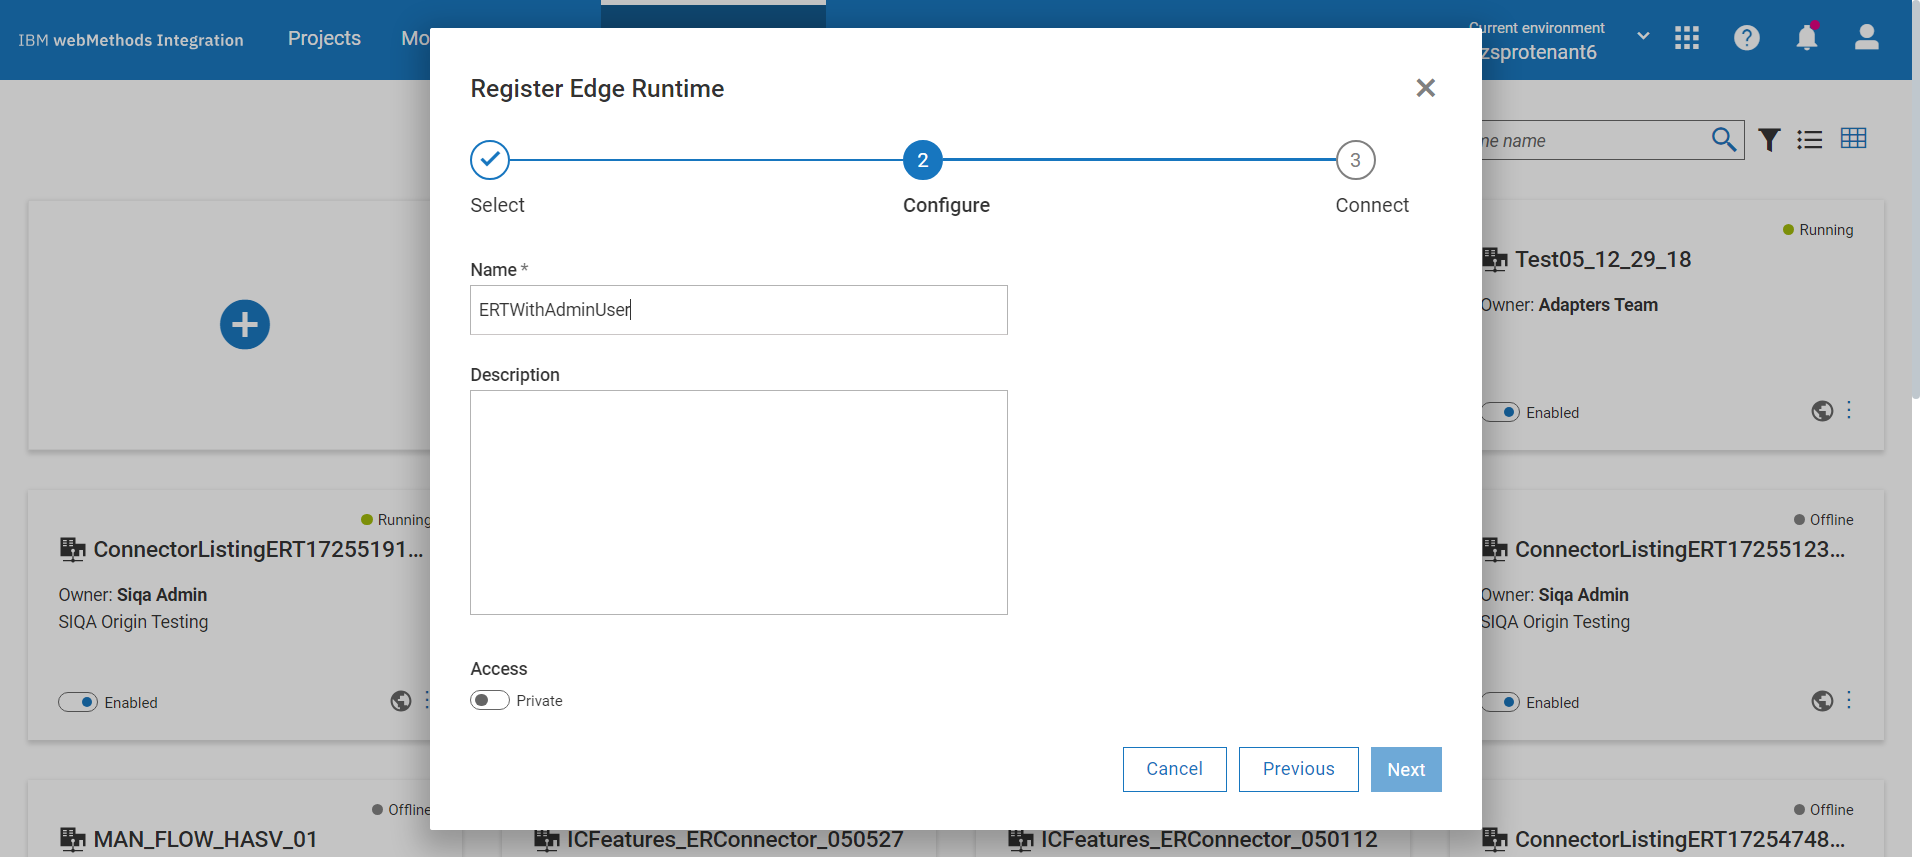 IBM webMethods Integration
Projects
Mo
Current environment
zsprotenant6
Register Edge Runtime
2
3
Select
Configure
Connect
Name *
ERTWithAdminUser
Description
Access
Private
Cancel
Previous
Next
ne name
Running
Test05_12_29_18
Owner: Adapters Team
Enabled
Running
ConnectorListingERT17255191...
Owner: Siqa Admin
SIQA Origin Testing
Enabled
Offline
ConnectorListingERT17255123...
Owner: Siqa Admin
SIQA Origin Testing
Enabled
Offline
MAN_FLOW_HASV_01
ICFeatures_ERConnector_050527
ICFeatures_ERConnector_050112
Offline
ConnectorListingERT17254748...